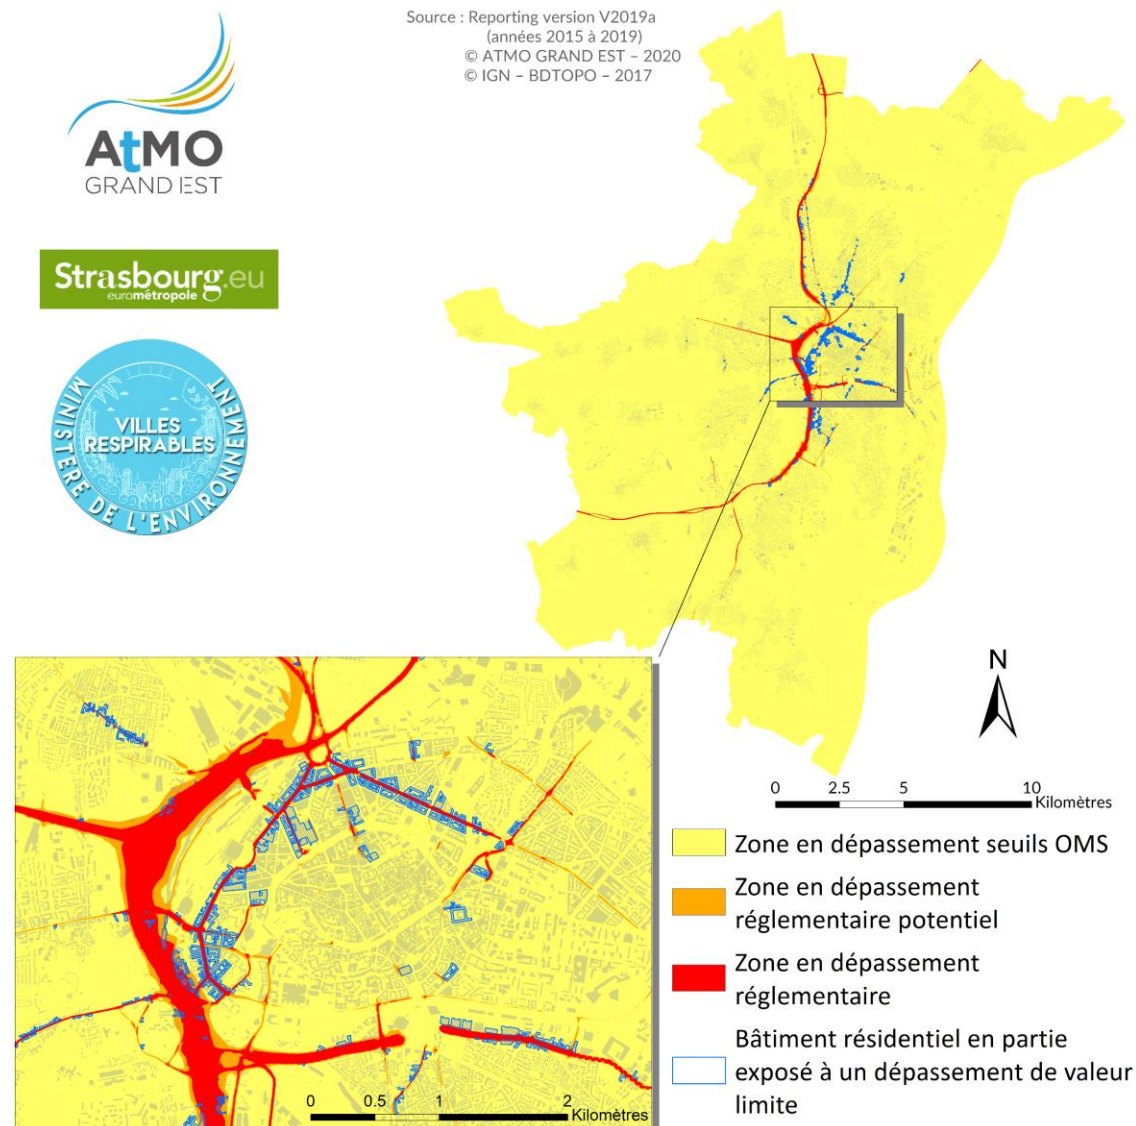 Source : Reporting version V2019a
(années 2015 à 2019)
© ATMO GRAND EST – 2020
© IGN – BDTOPO – 2017
AtMO
GRAND EST
Strasbourg.eu
eurométropole
VILLES
RESPIRABLES
MINISTERE DE L'ENVIRONNEMENT
N
0 2.5 5 10 Kilomètres
Zone en dépassement seuils OMS
Zone en dépassement
réglementaire potentiel
Zone en dépassement
réglementaire
Bâtiment résidentiel en partie
exposé à un dépassement de valeur
limite
0 0.5 1 2 Kilomètres